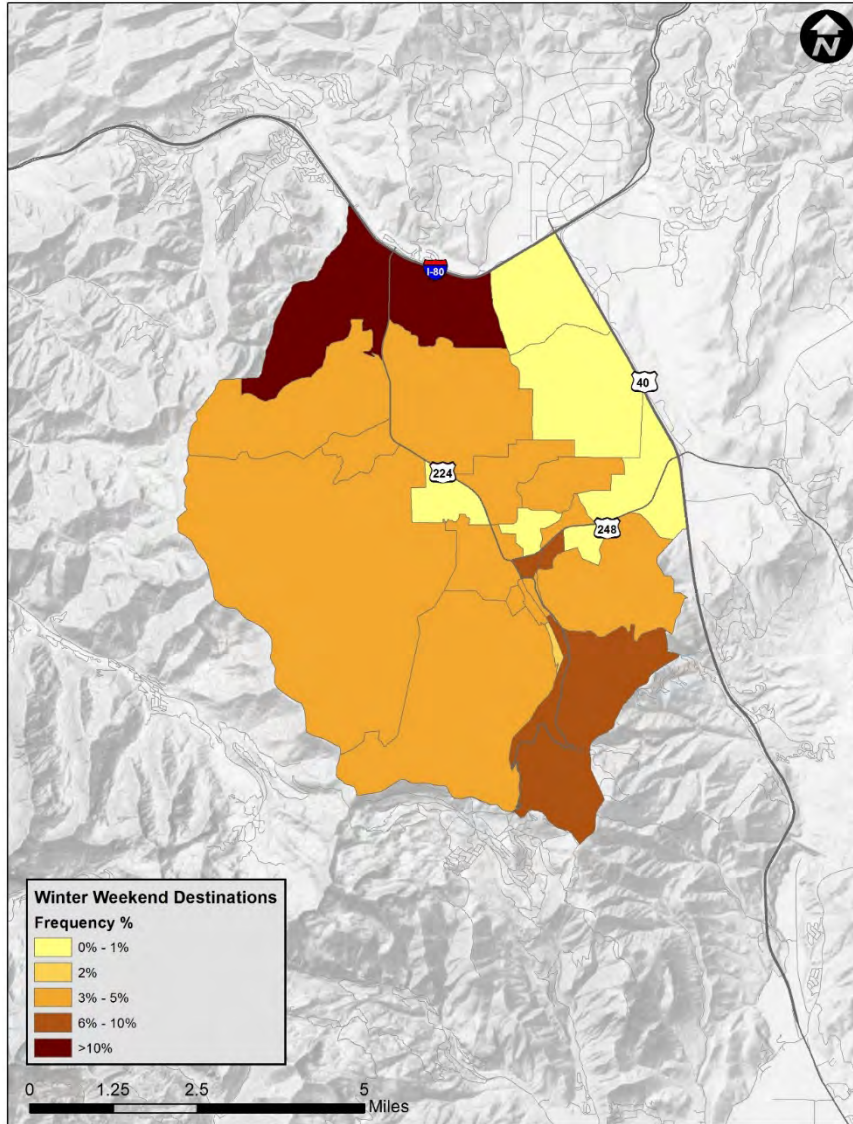 N
I-80
40
224
248
Winter Weekend Destinations
Frequency %
0% - 1%
2%
3% - 5%
6% - 10%
>10%
0 1.25 2.5 5
Miles